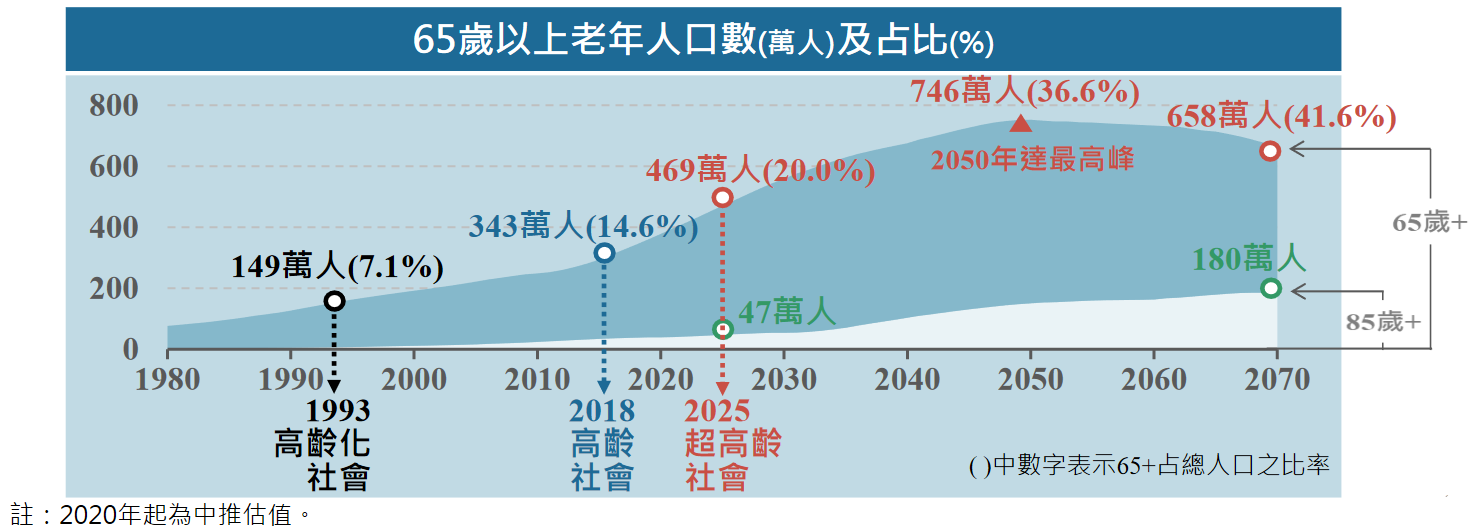 65歲以上老年人口數(萬人)及占比(%)
800
600
400
200
0
746萬人(36.6%)
2050年達最高峰
658萬人(41.6%)
469萬人(20.0%)
343萬人(14.6%)
149萬人(7.1%)
47萬人
180萬人
65歲+
85歲+
1980 1990 2000 2010 2020 2030 2040 2050 2060 2070
1993
高齡化
社會
2018
高齡
社會
2025
超高齡
社會
( )中數字表示65+占總人口之比率
註：2020年起為中推估值。